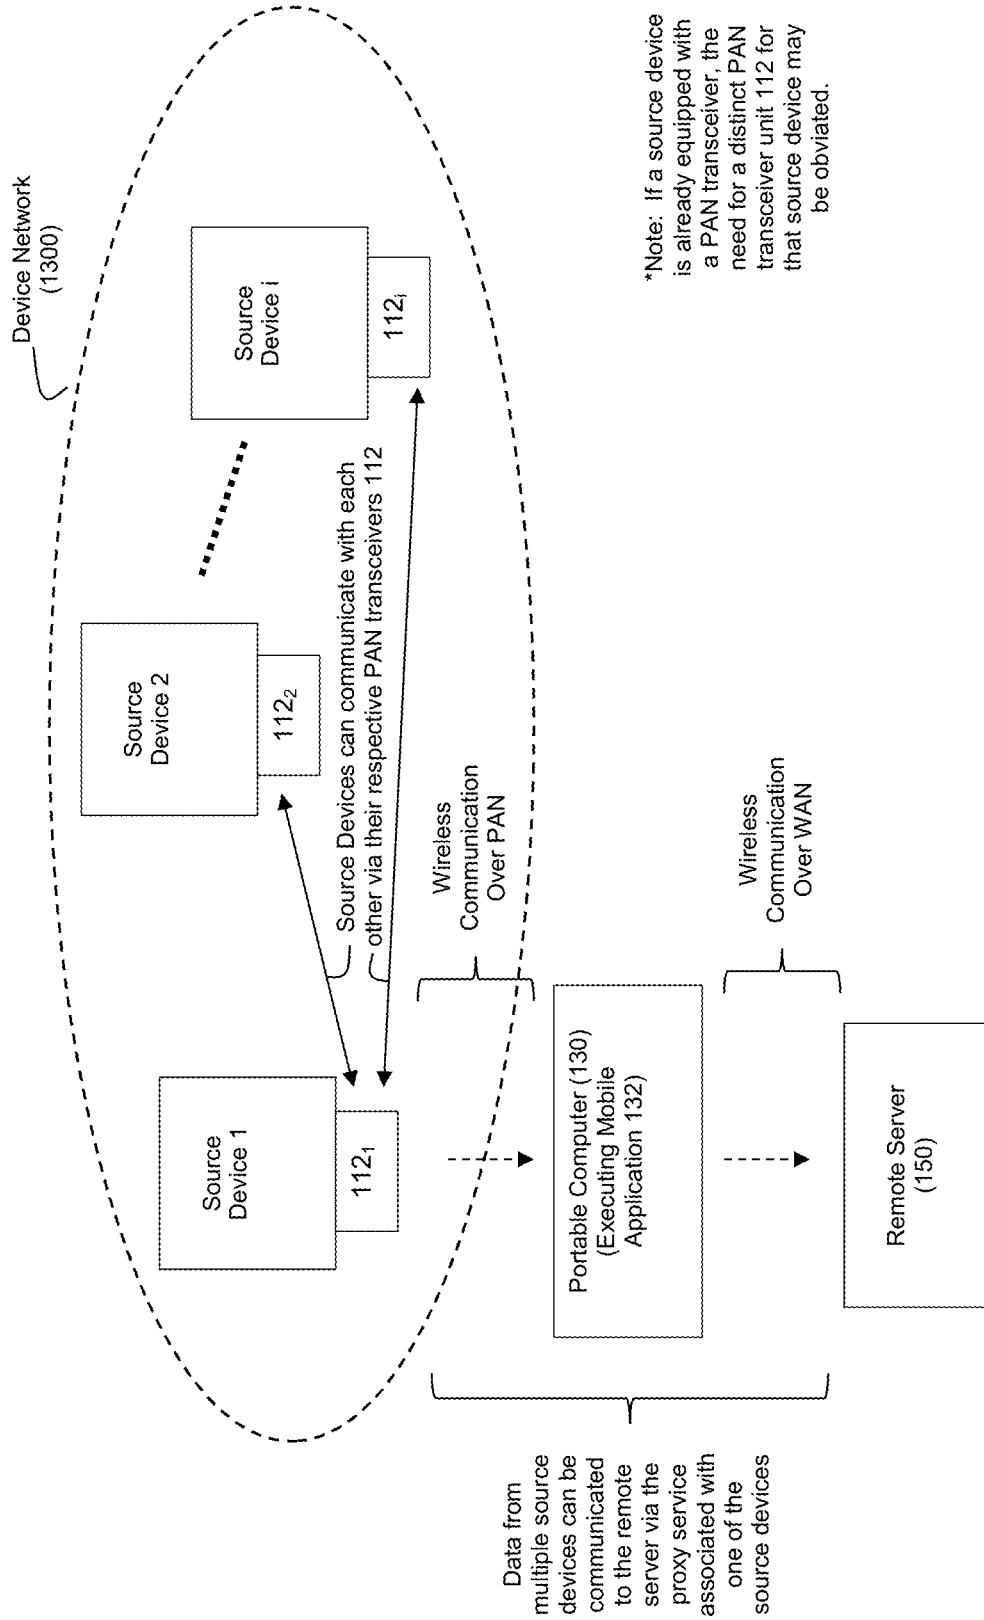 Device Network
(1300)
Source
Device 1
112₁
Source
Device 2
112₂
Source
Device i
112ᵢ
Source Devices can communicate with each
other via their respective PAN transceivers 112
Wireless
Communication
Over PAN
Data from
multiple source
devices can be
communicated
to the remote
server via the
proxy service
associated with
one of the
source devices
Portable Computer (130)
(Executing Mobile
Application 132)
Wireless
Communication
Over WAN
Remote Server
(150)
*Note: If a source device
is already equipped with
a PAN transceiver, the
need for a distinct PAN
transceiver unit 112 for
that source device may
be obviated.